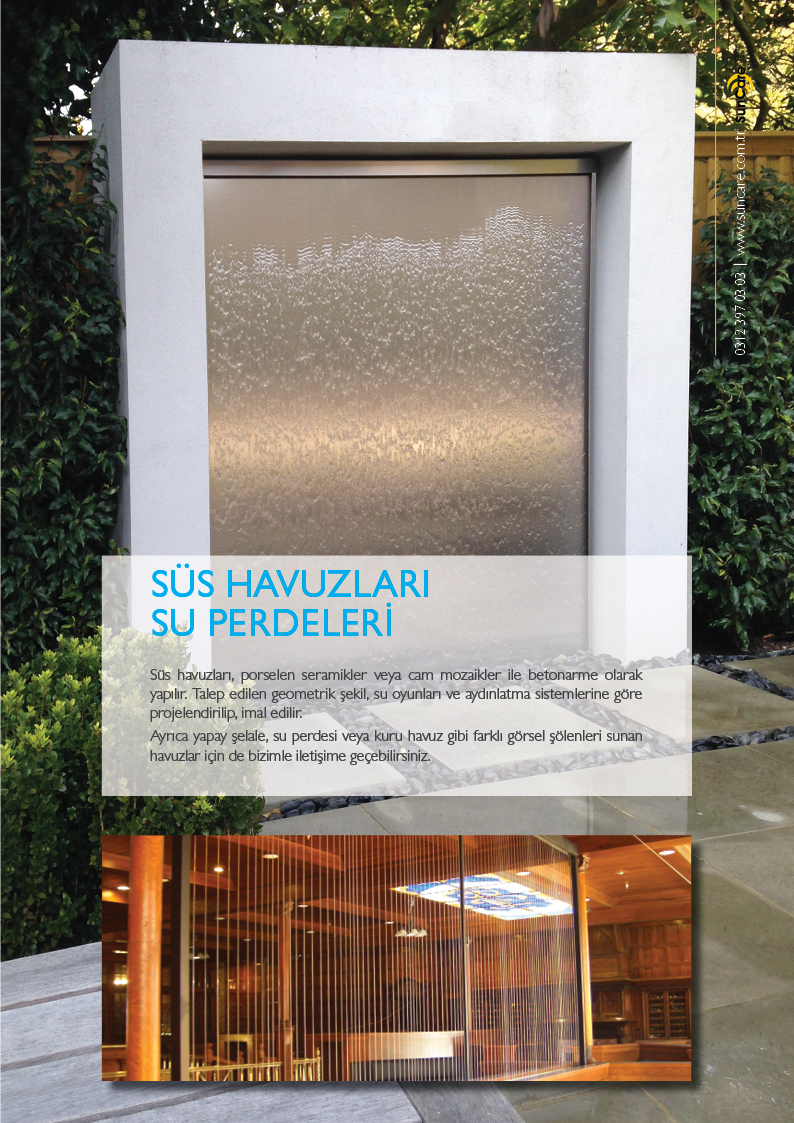 SunCare
0312 397 03 03 | www.suncare.com.tr
SÜS HAVUZLARI
SU PERDELERİ
Süs havuzları, porselen seramikler veya cam mozaikler ile betonarme olarak
yapılır. Talep edilen geometrik şekil, su oyunları ve aydınlatma sistemlerine göre
projelendirilip, imal edilir.
Ayrıca yapay şelale, su perdesi veya kuru havuz gibi farklı görsel şölenleri sunan
havuzlar için de bizimle iletişime geçebilirsiniz.